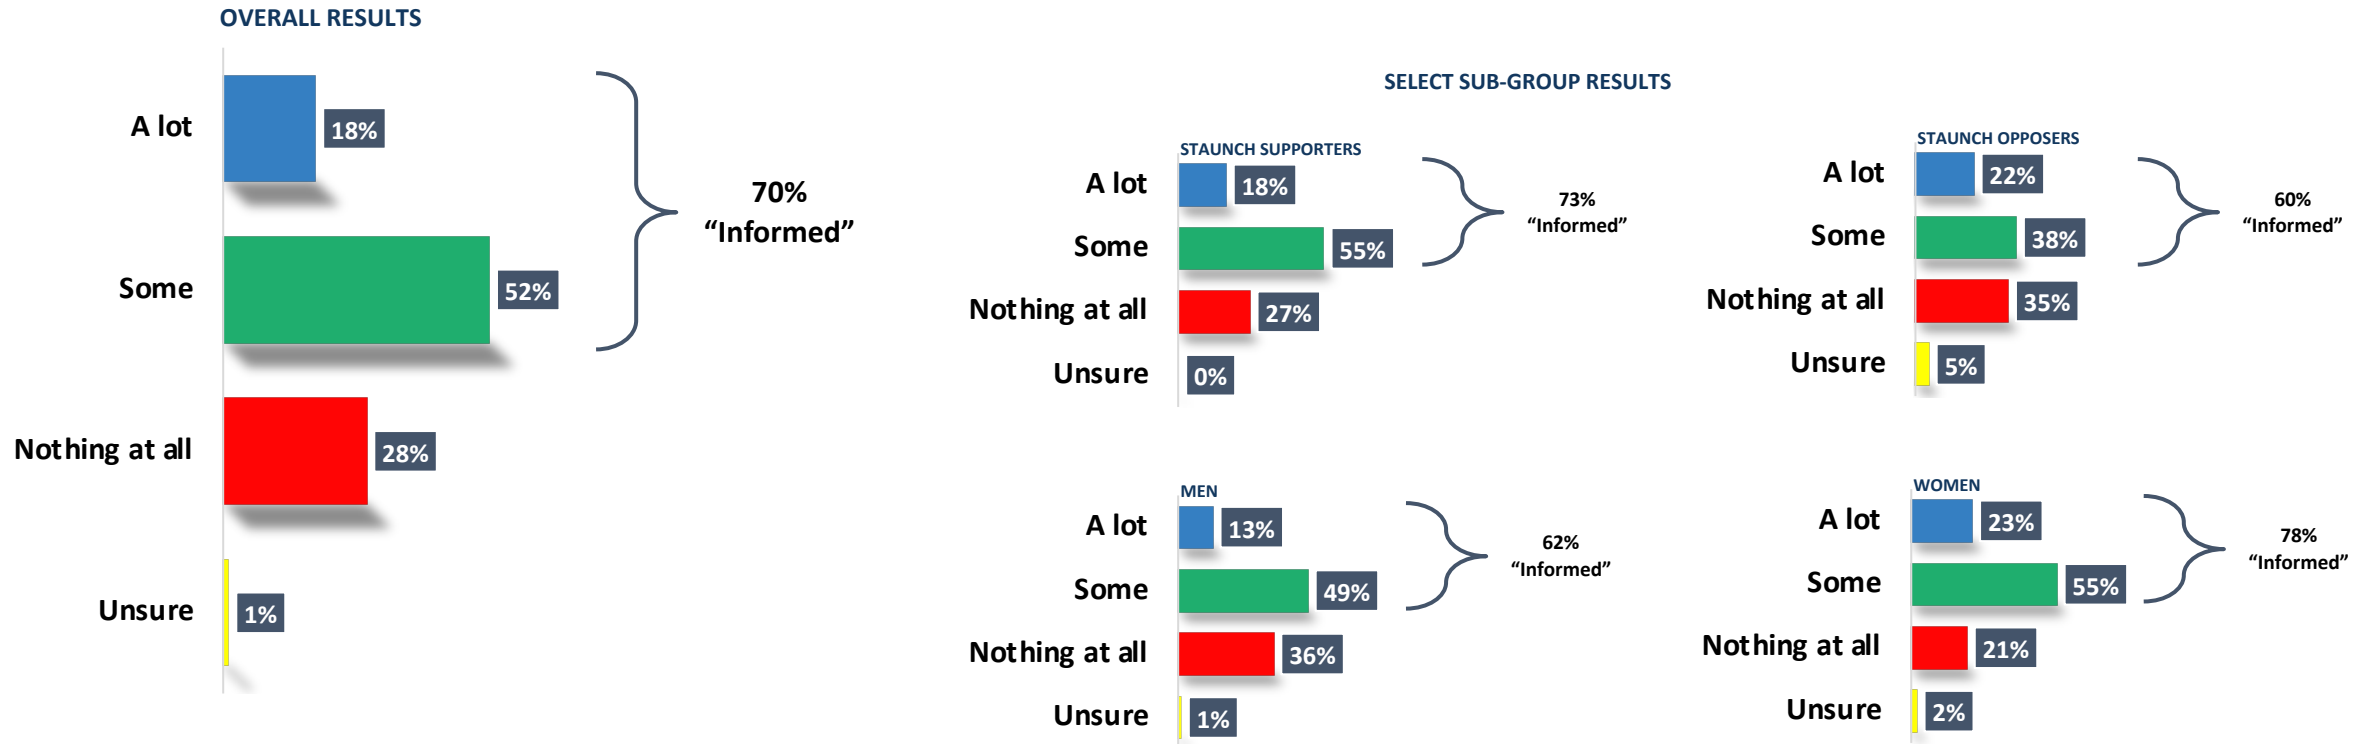 OVERALL RESULTS
A lot
18%
Some
52%
Nothing at all
28%
Unsure
1%
70%
“Informed”
SELECT SUB-GROUP RESULTS
STAUNCH SUPPORTERS
A lot
18%
Some
55%
Nothing at all
27%
Unsure
0%
73%
“Informed”
STAUNCH OPPOSERS
A lot
22%
Some
38%
Nothing at all
35%
Unsure
5%
60%
“Informed”
MEN
A lot
13%
Some
49%
Nothing at all
36%
Unsure
1%
62%
“Informed”
WOMEN
A lot
23%
Some
55%
Nothing at all
21%
Unsure
2%
78%
“Informed”